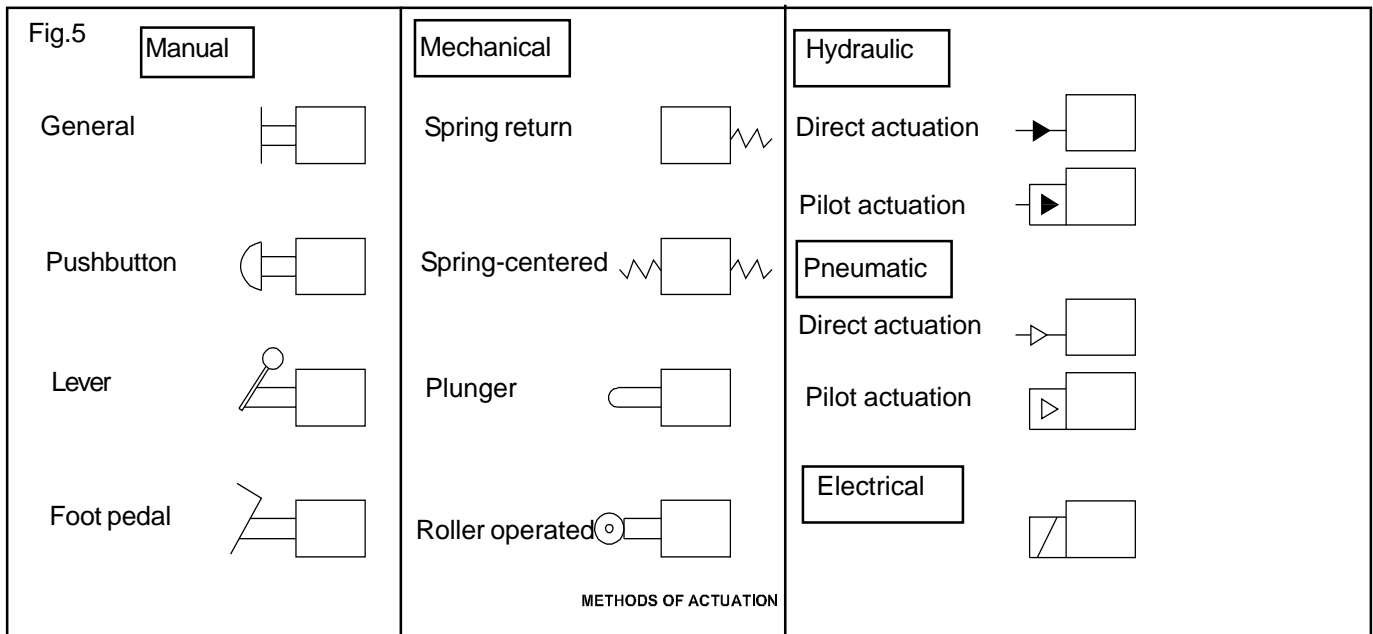 Fig.5
Manual
General
Pushbutton
Lever
Foot pedal
Mechanical
Spring return
Spring-centered
Plunger
Roller operated
METHODS OF ACTUATION
Hydraulic
Direct actuation
Pilot actuation
Pneumatic
Direct actuation
Pilot actuation
Electrical